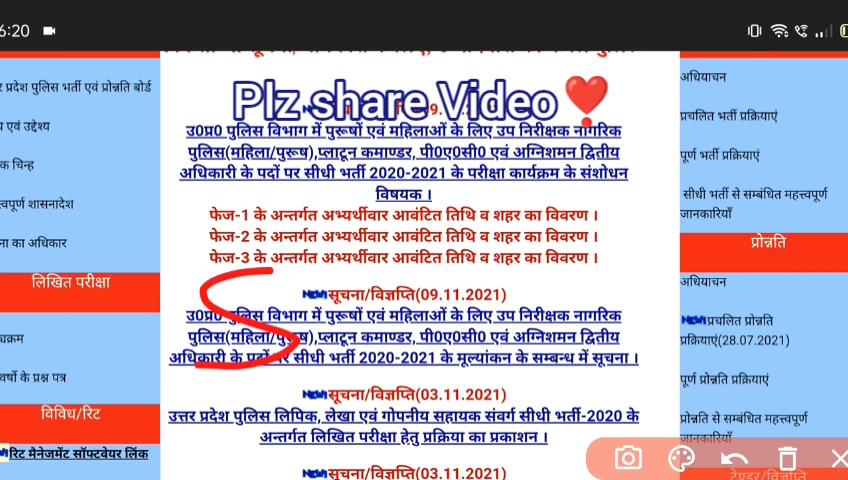 6:20
Plz share Video
र प्रदेश पुलिस भर्ती एवं प्रोन्नति बोर्ड
एवं उद्देश्य
क चिन्ह
वपूर्ण शासनादेश
ना का अधिकार
लिखित परीक्षा
वर्षो के प्रश्न पत्र
विविध/रिट
रिट मैनेजमेंट सॉफ्टवेयर लिंक
उ0प्र0 पुलिस विभाग में पुरूषों एवं महिलाओं के लिए उप निरीक्षक नागरिक
पुलिस(महिला/पुरूष),प्लाटून कमाण्डर, पी0ए0सी0 एवं अग्निशमन द्वितीय
अधिकारी के पदों पर सीधी भर्ती 2020-2021 के परीक्षा कार्यक्रम के संशोधन
विषयक ।
फेज-1 के अन्तर्गत अभ्यर्थीवार आवंटित तिथि व शहर का विवरण ।
फेज-2 के अन्तर्गत अभ्यर्थीवार आवंटित तिथि व शहर का विवरण ।
फेज-3 के अन्तर्गत अभ्यर्थीवार आवंटित तिथि व शहर का विवरण ।
NEW सूचना/विज्ञप्ति(09.11.2021)
उ0प्र0 पुलिस विभाग में पुरूषों एवं महिलाओं के लिए उप निरीक्षक नागरिक
पुलिस(महिला/पुरूष),प्लाटून कमाण्डर, पी0ए0सी0 एवं अग्निशमन द्वितीय
अधिकारी के पदों पर सीधी भर्ती 2020-2021 के मूल्यांकन के सम्बन्ध में सूचना ।
NEW सूचना/विज्ञप्ति(03.11.2021)
उत्तर प्रदेश पुलिस लिपिक, लेखा एवं गोपनीय सहायक संवर्ग सीधी भर्ती-2020 के
अन्तर्गत लिखित परीक्षा हेतु प्रक्रिया का प्रकाशन ।
NEW सूचना/विज्ञप्ति(03.11.2021)
अधियाचन
प्रचलित भर्ती प्रक्रियाएं
पूर्ण भर्ती प्रक्रियाएं
सीधी भर्ती से सम्बंधित महत्त्वपूर्ण
जानकारियाँ
प्रोन्नति
अधियाचन
NEW प्रचलित प्रोन्नति
प्रक्रियाएं(28.07.2021)
पूर्ण प्रोन्नति प्रक्रियाएं
प्रोन्नति से सम्बंधित महत्वपूर्ण
जानकारियाँ
टेण्डर/विज्ञप्ति